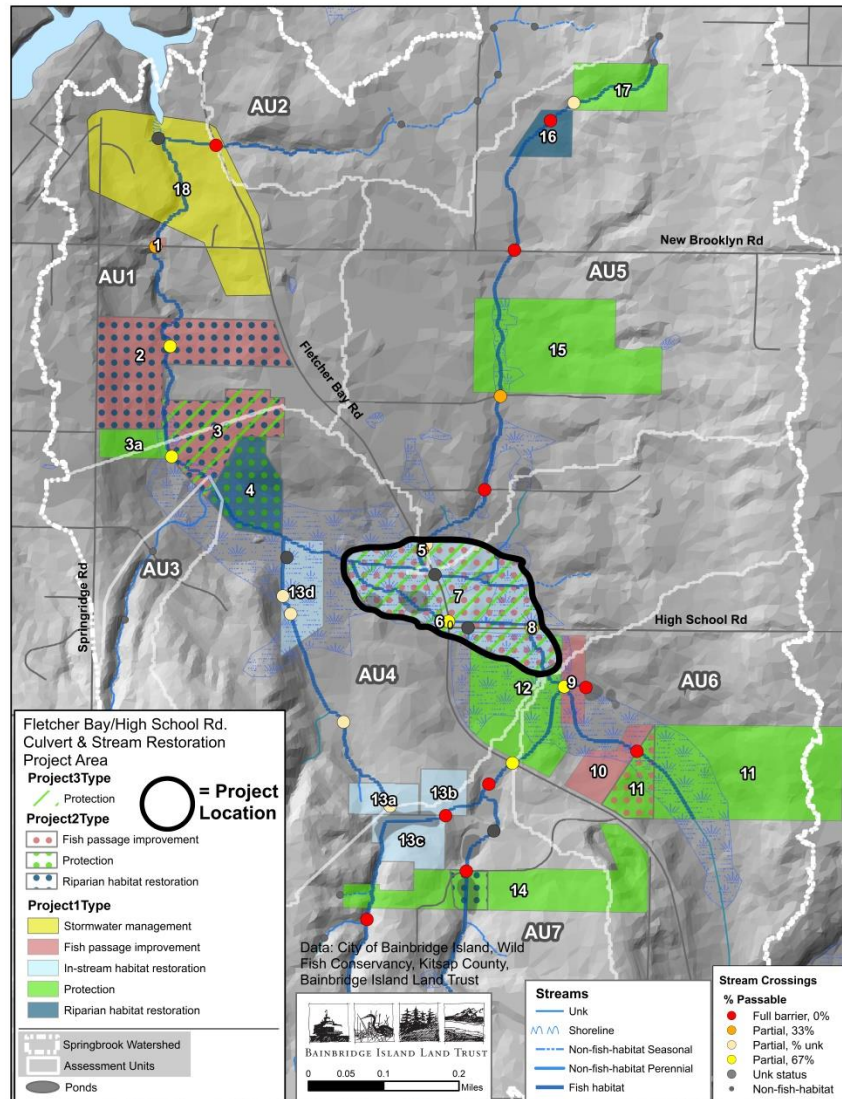 AU2
17
16
18
New Brooklyn Rd
1
AU1
AU5
15
2
Fletcher Bay Rd
3
3a
4
5
AU3
Springridge Rd
13d
7
6
8
High School Rd
AU4
12
9
AU6
10
11
11
13a
13b
13c
14
AU7
Fletcher Bay/High School Rd.
Culvert & Stream Restoration
Project Area
Project3Type
Protection
= Project
Location
Project2Type
Fish passage improvement
Protection
Riparian habitat restoration
Project1Type
Stormwater management
Fish passage improvement
In-stream habitat restoration
Protection
Riparian habitat restoration
Springbrook Watershed
Assessment Units
Ponds
Data: City of Bainbridge Island, Wild
Fish Conservancy, Kitsap County,
Bainbridge Island Land Trust
BAINBRIDGE ISLAND LAND TRUST
0 0.05 0.1 0.2
Miles
Streams
Unk
Shoreline
Non-fish-habitat Seasonal
Non-fish-habitat Perennial
Fish habitat
Stream Crossings
% Passable
Full barrier, 0%
Partial, 33%
Partial, % unk
Partial, 67%
Unk status
Non-fish-habitat